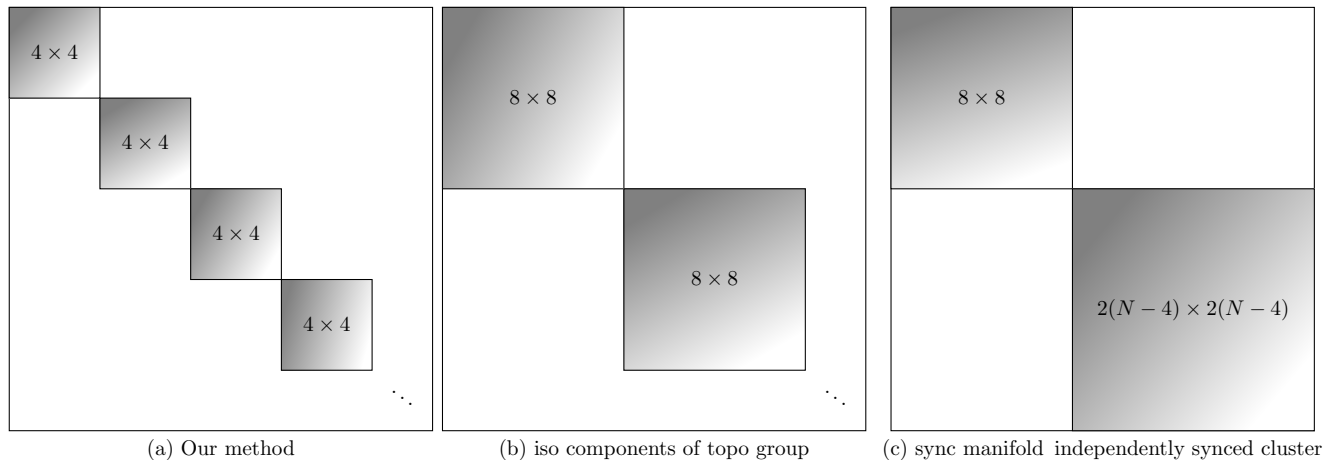 4 × 4
4 × 4
4 × 4
4 × 4
⋱
(a) Our method
8 × 8
8 × 8
⋱
(b) iso components of topo group
8 × 8
2(N − 4) × 2(N − 4)
(c) sync manifold independently synced cluster